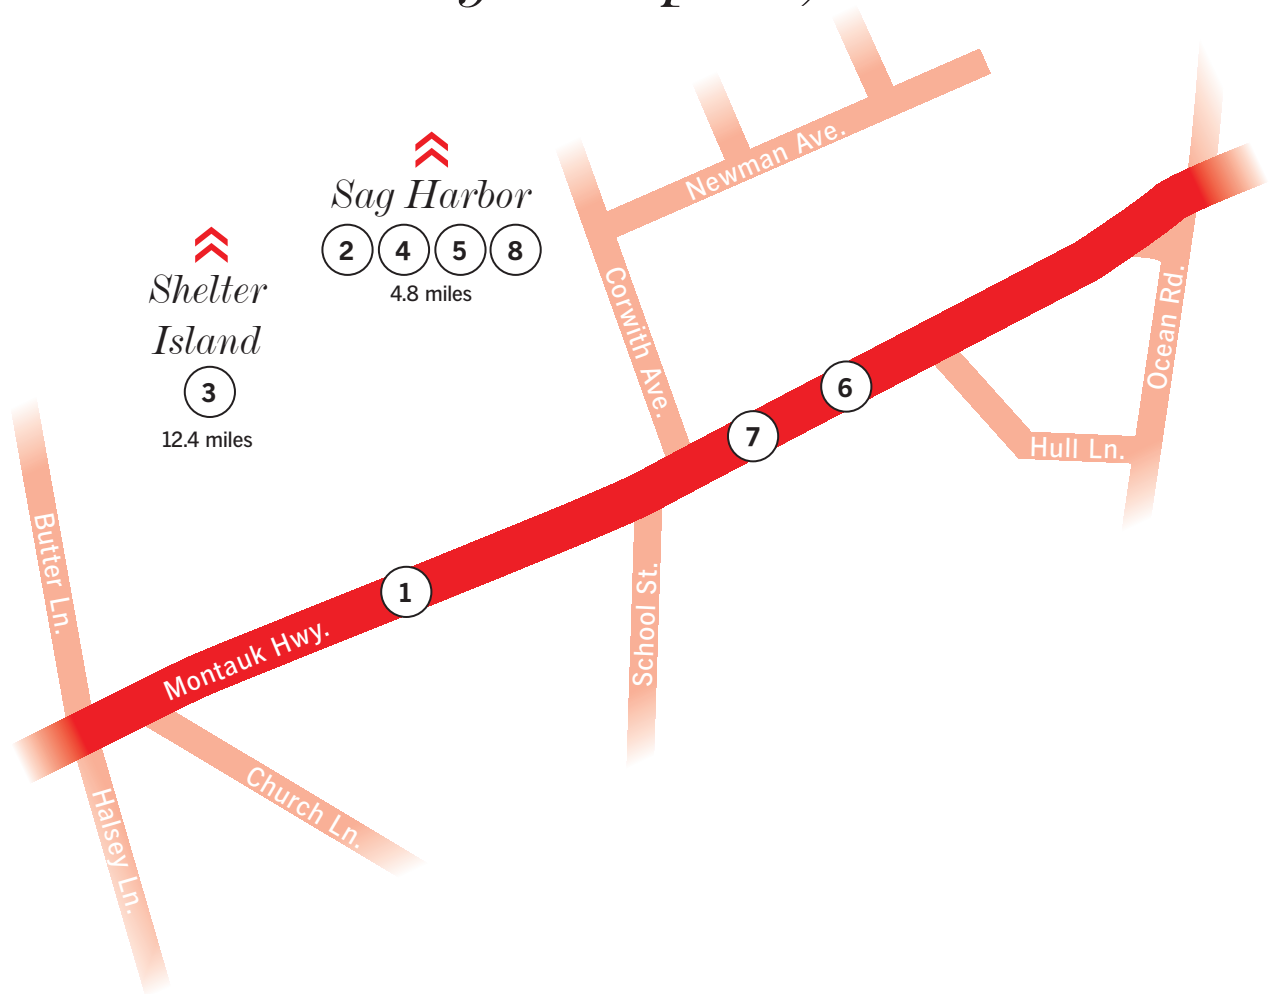 Newman Ave.
Sag Harbor
2 4 5 8
4.8 miles
Shelter
Island
3
12.4 miles
Corwith Ave.
Ocean Rd.
6
7
Hull Ln.
Butter Ln.
1
School St.
Montauk Hwy.
Church Ln.
Halsey Ln.